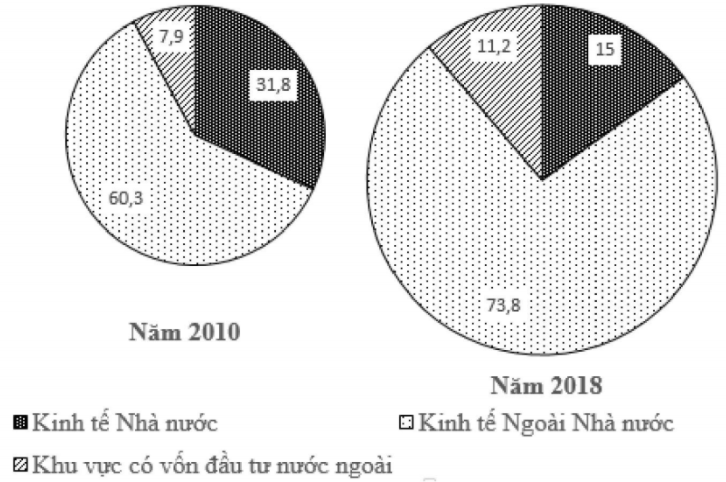 7,9
31,8
60,3
Năm 2010
11,2
15
73,8
Năm 2018
Kinh tế Nhà nước
Kinh tế Ngoài Nhà nước
Khu vực có vốn đầu tư nước ngoài